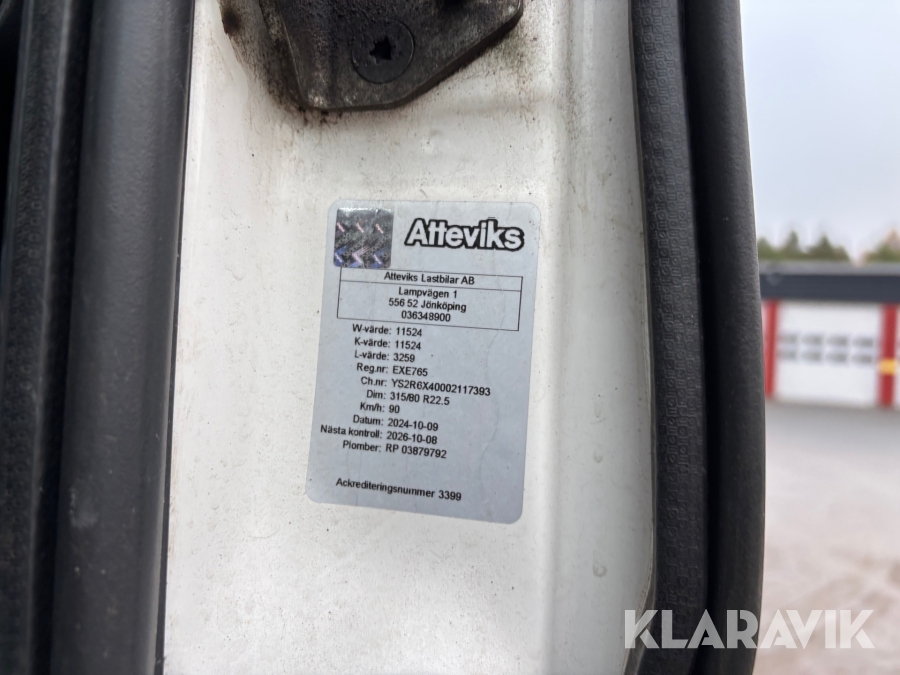 Atteviks
Atteviks Lastbilar AB
Lampvägen 1
556 52 Jönköping
036348900
W-värde: 11524
K-värde: 11524
L-värde: 3259
Reg.nr: EXE765
Ch.nr: YS2R6X40002117393
Dim: 315/80 R22.5
Km/h: 90
Datum: 2024-10-09
Nästa kontroll: 2026-10-08
Plomber: RP 03879792
Ackrediteringsnummer 3399
KLARAVIK